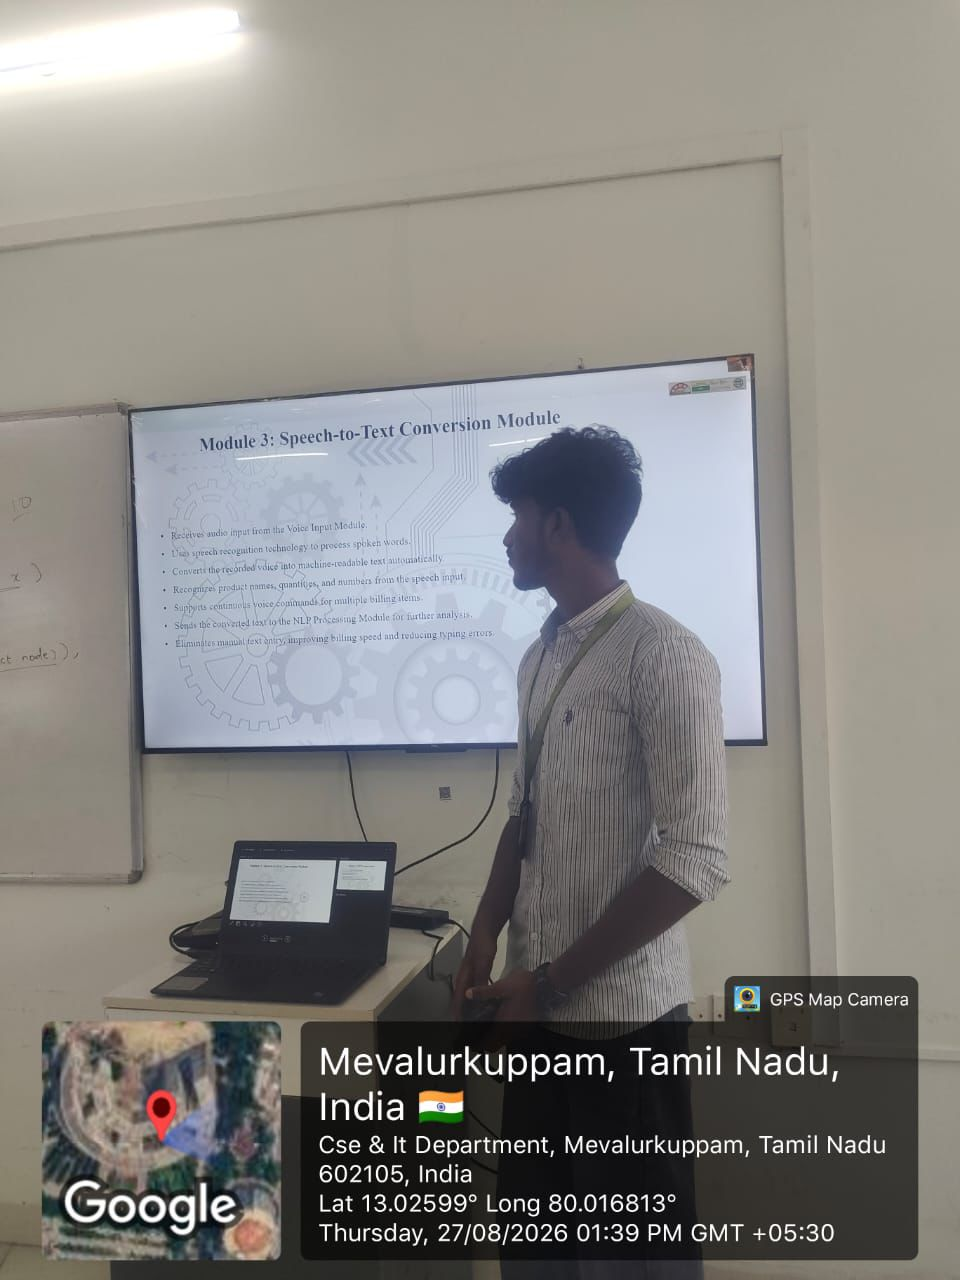 Module 3: Speech-to-Text Conversion Module
• Receives audio input from the Voice Input Module.
• Uses speech recognition technology to process spoken words.
• Converts the recorded voice into machine-readable text automatically.
• Recognizes product names, quantities, and numbers from the speech input.
• Supports continuous voice commands for multiple billing items.
• Sends the converted text to the NLP Processing Module for further analysis.
• Eliminates manual text entry, improving billing speed and reducing typing errors.
10
x )
ct node));
GPS Map Camera
Google
Mevalurkuppam, Tamil Nadu,
India
Cse & It Department, Mevalurkuppam, Tamil Nadu
602105, India
Lat 13.02599° Long 80.016813°
Thursday, 27/08/2026 01:39 PM GMT +05:30